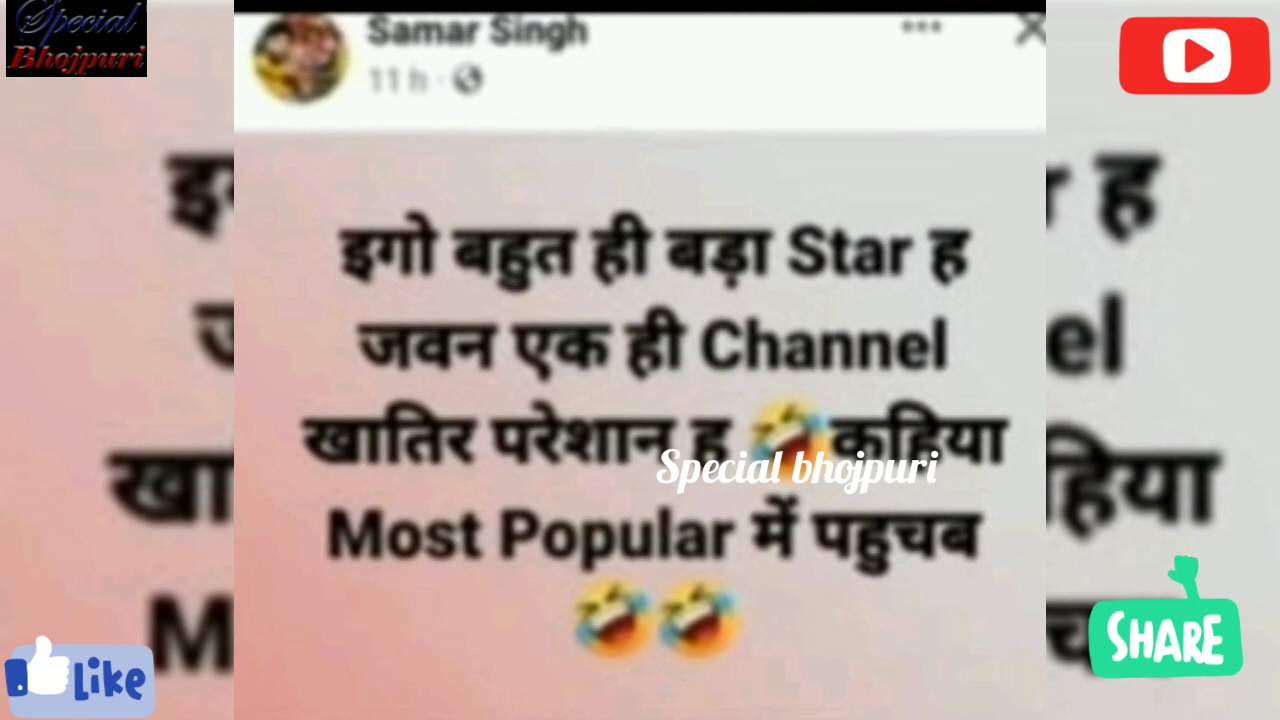 Special
Bhojpuri
Samar Singh
11 h
इगो बहुत ही बड़ा Star ह
जवन एक ही Channel
खातिर परेशान ह 🤣कहिया
Special bhojpuri
Most Popular में पहुचब
🤣🤣
Like
SHARE